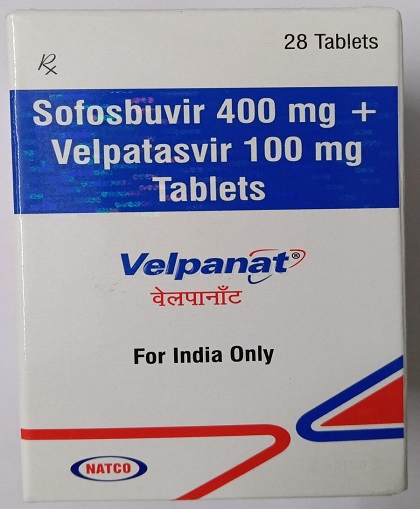 28 Tablets
Rx
Sofosbuvir 400 mg +
Velpatasvir 100 mg
Tablets
Velpanat®
वेलपानॉंट
For India Only
NATCO